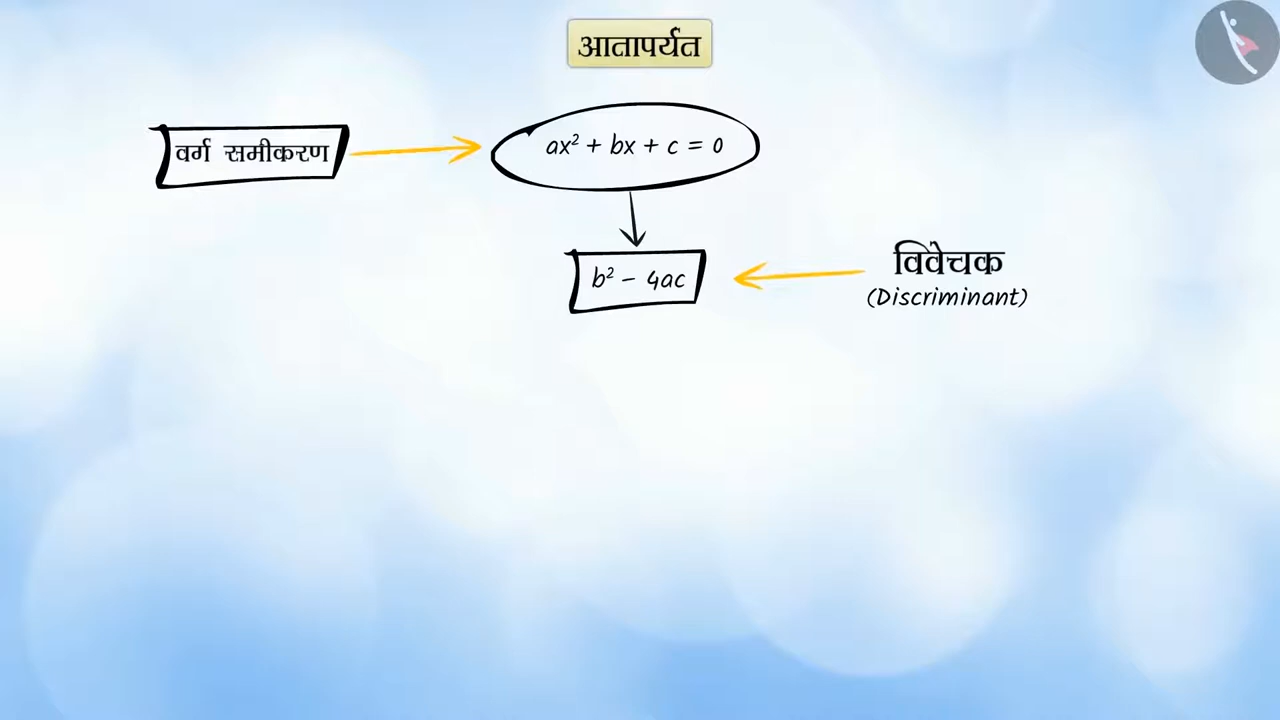 आतापर्यंत
वर्ग समीकरण
ax² + bx + c = 0
b² – 4ac
विवेचक
(Discriminant)